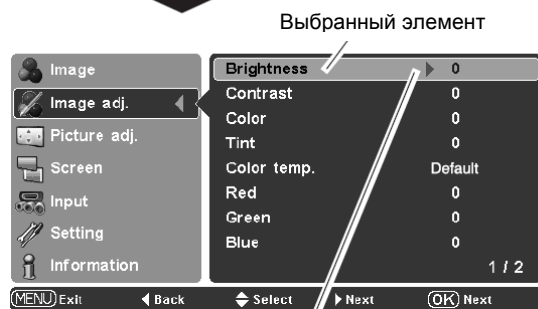 Выбранный элемент
Image
Image adj.
Picture adj.
Screen
Input
Setting
Information
Brightness 0
Contrast 0
Color 0
Tint 0
Color temp. Default
Red 0
Green 0
Blue 0
1 / 2
MENU Exit Back Select Next OK Next